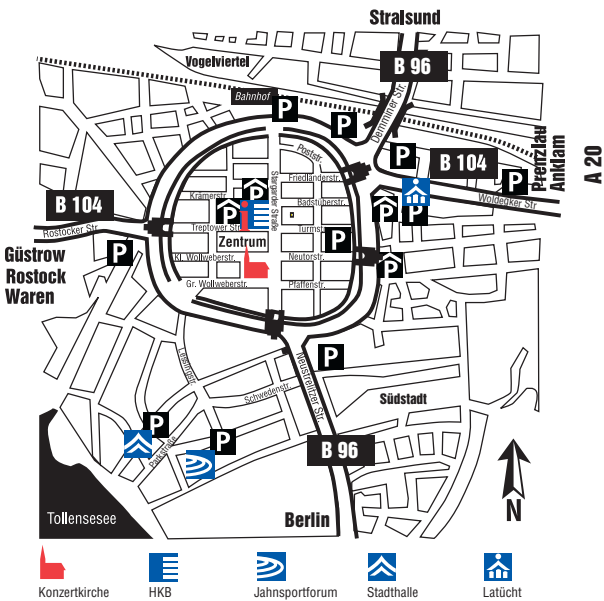 Stralsund
Vogelviertel
B 96
Bahnhof
P
P
Demminer Str.
Poststr.
P
B 104
P
Prenzlau
Anklam
A 20
Friedländerstr.
Krämerstr.
P
Badstüberstr.
Woldegker Str.
B 104
Stargarder Straße
P
i
P
P
Rostocker Str.
Treptower Str.
Turmstr.
Zentrum
P
P
Güstrow
Rostock
Waren
Kl. Wollweberstr.
Neutorstr.
P
Gr. Wollweberstr.
Pfaffenstr.
Lessingstr.
P
Neustrelitzer Str.
Schwedenstr.
Südstadt
P
Parkstraße
P
B 96
Tollensesee
Berlin
N
Konzertkirche
HKB
Jahnsportforum
Stadthalle
Latücht